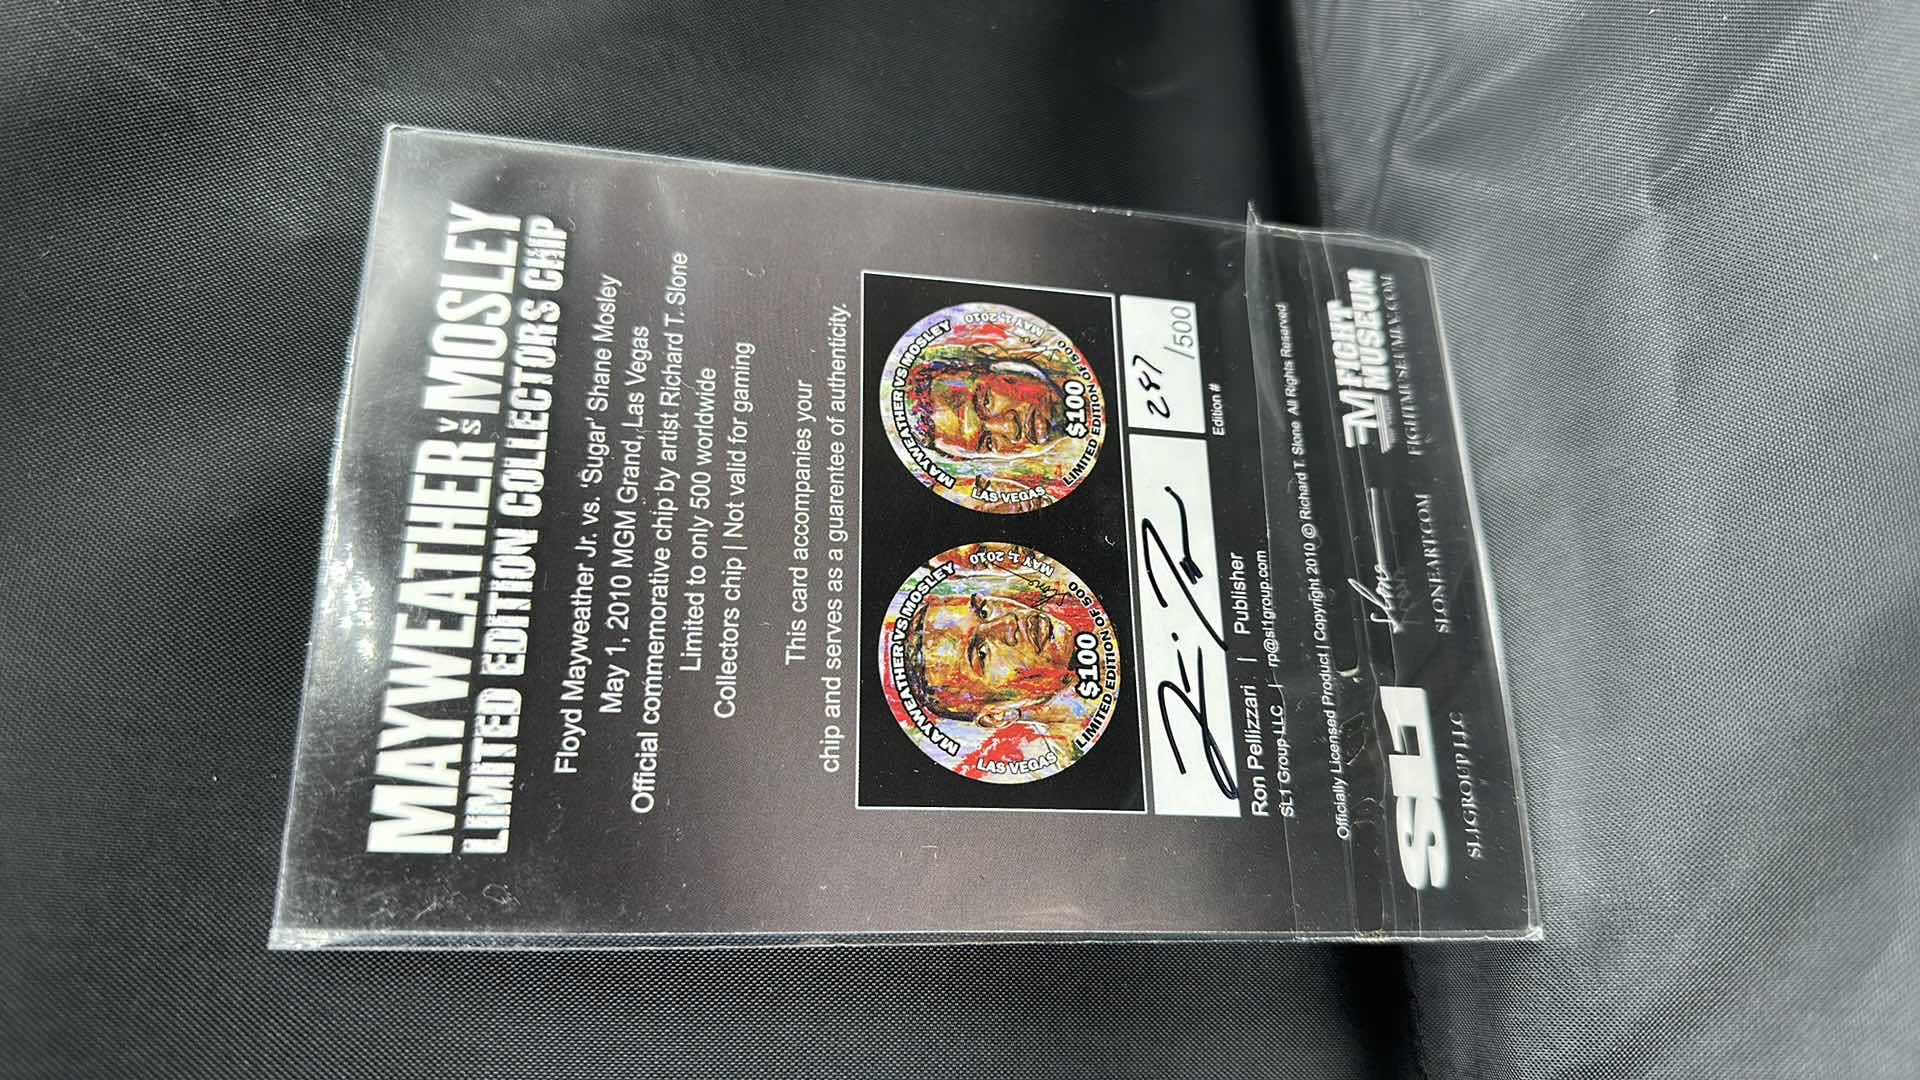 MAYWEATHER VS MOSLEY
LIMITED EDITION COLLECTORS CHIP
Floyd Mayweather Jr. vs. 'Sugar' Shane Mosley
May 1, 2010 MGM Grand, Las Vegas
Official commemorative chip by artist Richard T. Slone
Limited to only 500 worldwide
Collectors chip | Not valid for gaming
This card accompanies your
chip and serves as a guarentee of authenticity.
MAYWEATHER VS MOSLEY
MAY 1, 2010
LAS VEGAS
$100
LIMITED EDITION OF 500
Slone
MAYWEATHER VS MOSLEY
MAY 1, 2010
LAS VEGAS
$100
LIMITED EDITION OF 500
287
/500
Edition #
Ron Pellizzari | Publisher
SL1 Group LLC | rp@sl1group.com
Officially Licensed Product | Copyright 2010 © Richard T. Slone All Rights Reserved
SL1
Slone
FM FIGHT
MUSEUM
SL1GROUP LLC
SLONEART.COM
FIGHTMUSEUMLV.COM